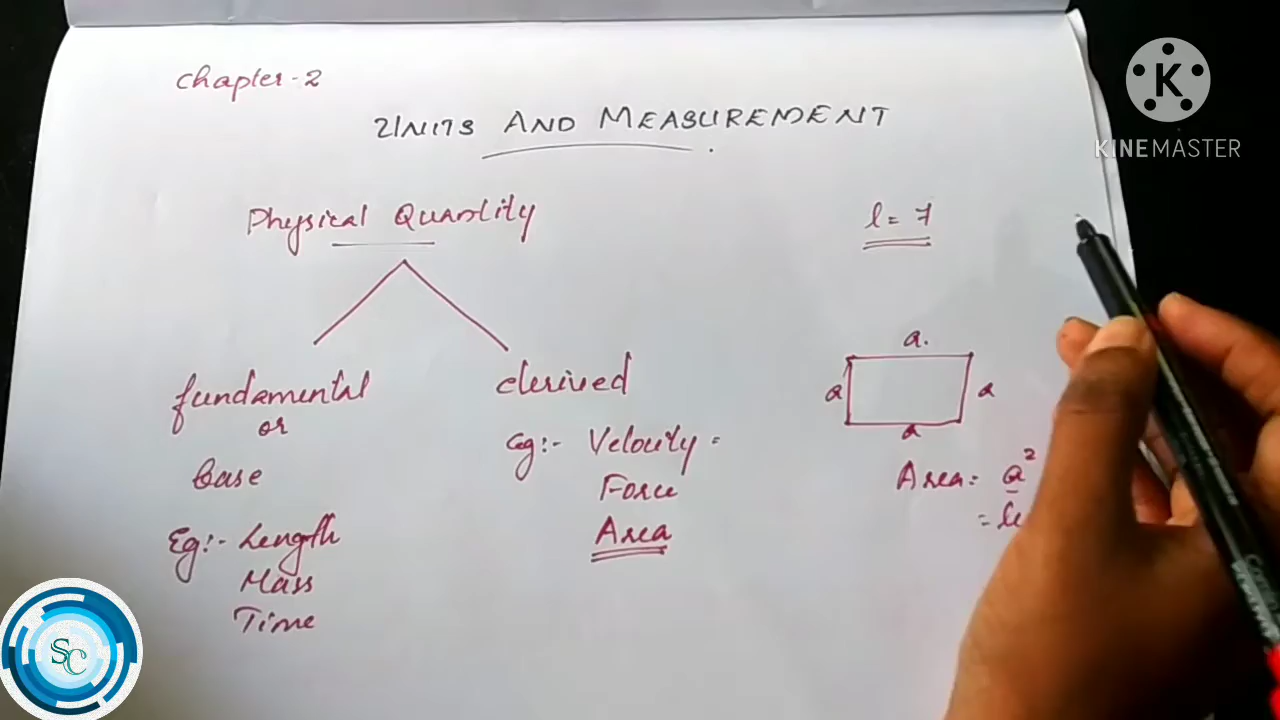 Chapter-2
UNITS AND MEASUREMENT.
Physical Quantity
fundamental
or
base
Eg:- Length
Mass
Time
derived
Eg:- Velocity =
Force
Area
l = 7
a.
a
a
a
Area = a²
=
K
KINEMASTER
SC